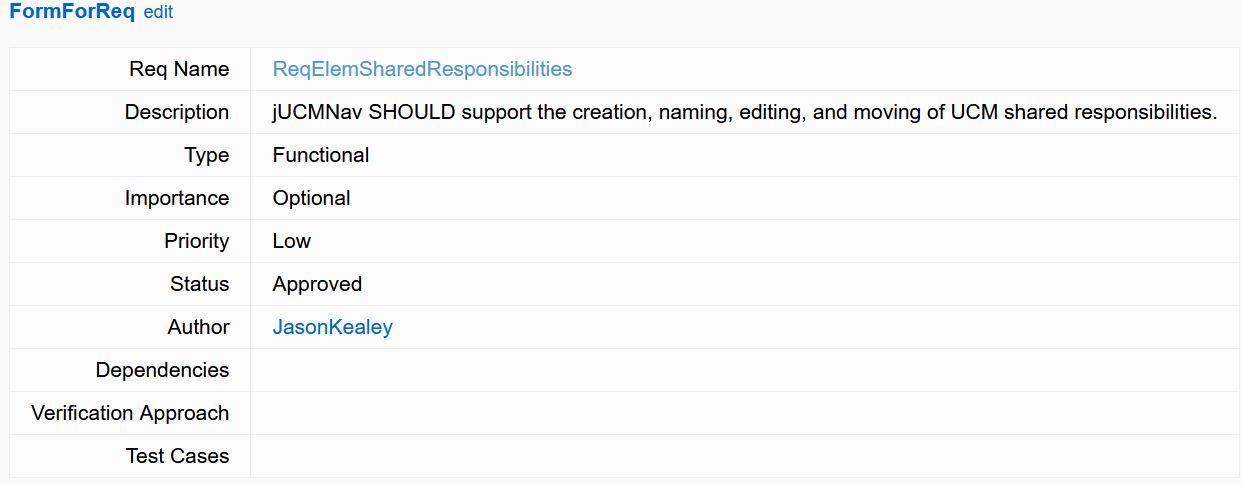 FormForReq edit
Req Name ReqElemSharedResponsibilities
Description jUCMNav SHOULD support the creation, naming, editing, and moving of UCM shared responsibilities.
Type Functional
Importance Optional
Priority Low
Status Approved
Author JasonKealey
Dependencies
Verification Approach
Test Cases